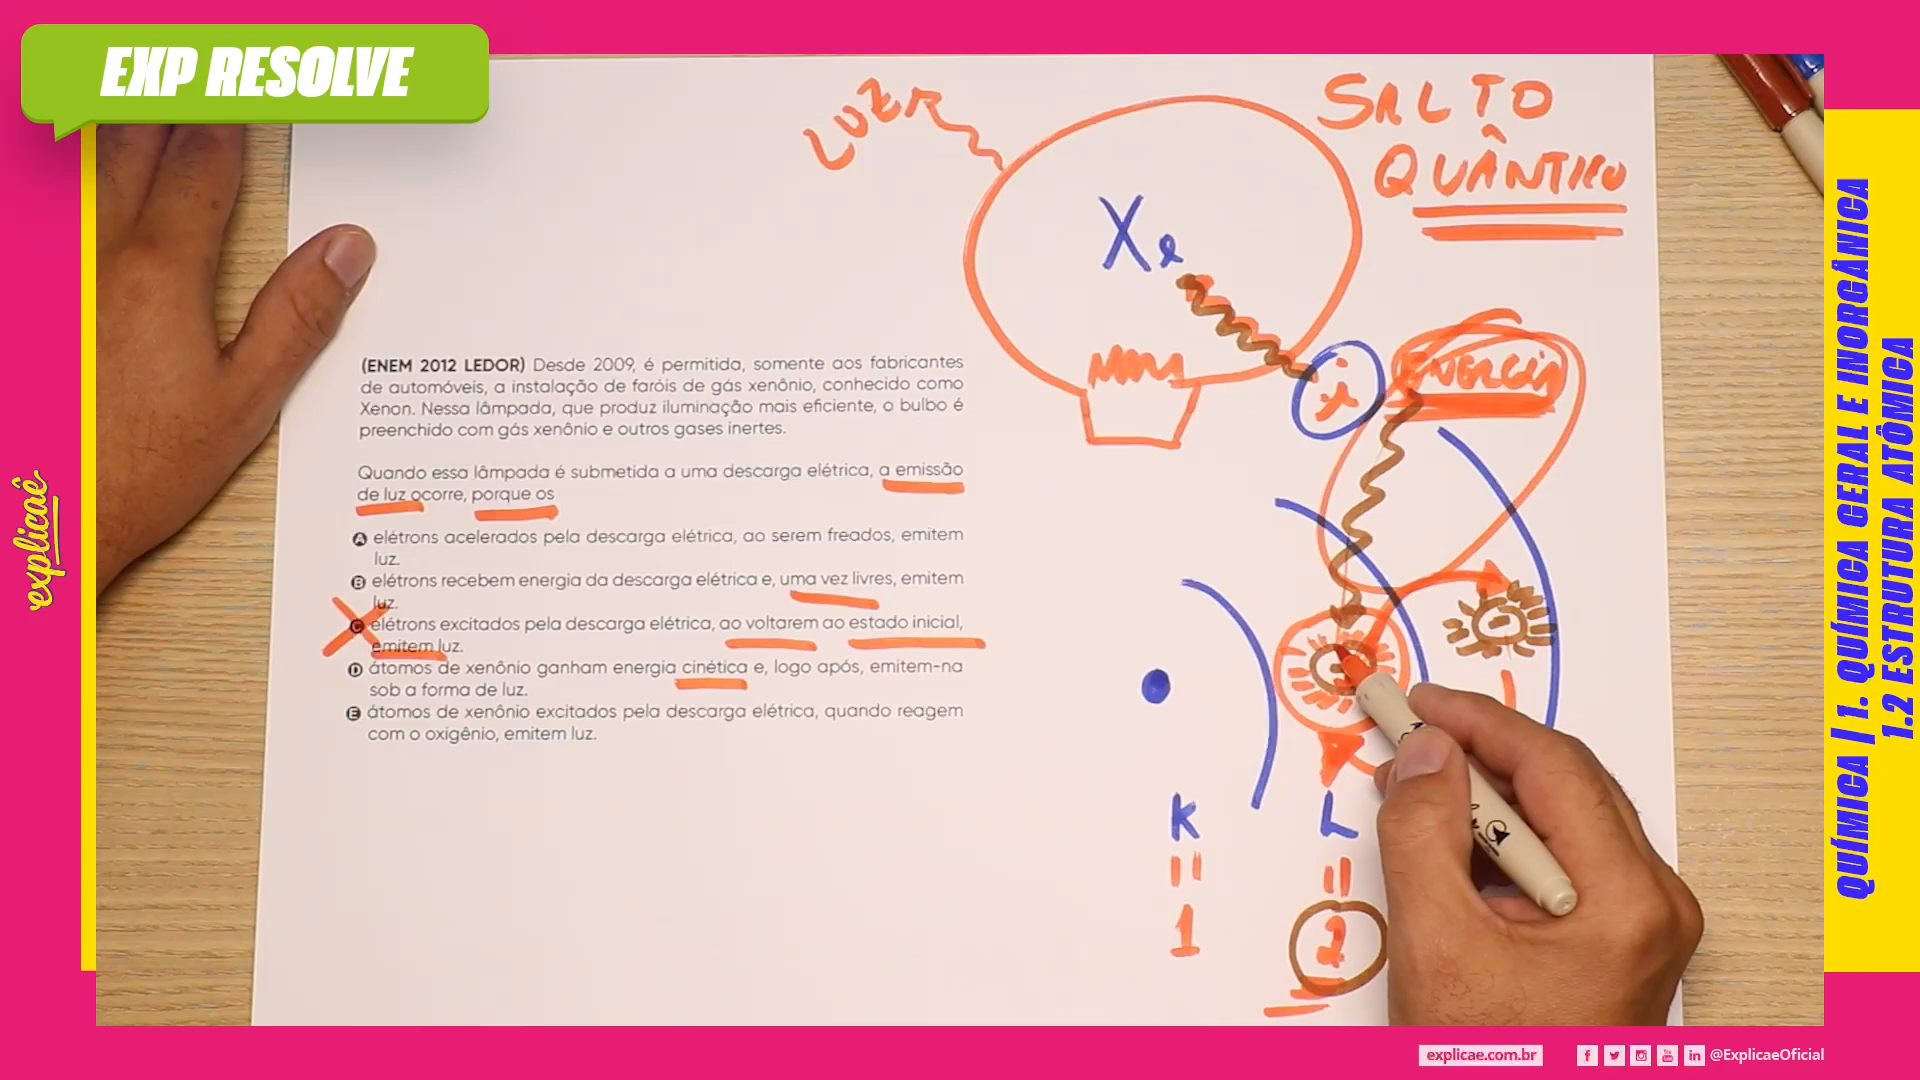 EXP RESOLVE
LUZ
SALTO
QUÂNTICO
Xe
ENERGIA
(ENEM 2012 LEDOR) Desde 2009, é permitida, somente aos fabricantes
de automóveis, a instalação de faróis de gás xenônio, conhecido como
Xenon. Nessa lâmpada, que produz iluminação mais eficiente, o bulbo é
preenchido com gás xenônio e outros gases inertes.
Quando essa lâmpada é submetida a uma descarga elétrica, a emissão
de luz ocorre, porque os
A elétrons acelerados pela descarga elétrica, ao serem freados, emitem
luz.
B elétrons recebem energia da descarga elétrica e, uma vez livres, emitem
luz.
C elétrons excitados pela descarga elétrica, ao voltarem ao estado inicial,
emitem luz.
D átomos de xenônio ganham energia cinética e, logo após, emitem-na
sob a forma de luz.
E átomos de xenônio excitados pela descarga elétrica, quando reagem
com o oxigênio, emitem luz.
K L
1 2
explicaê
QUÍMICA | 1. QUÍMICA GERAL E INORGÂNICA
1.2 ESTRUTURA ATÔMICA
explicae.com.br
@ExplicaeOficial